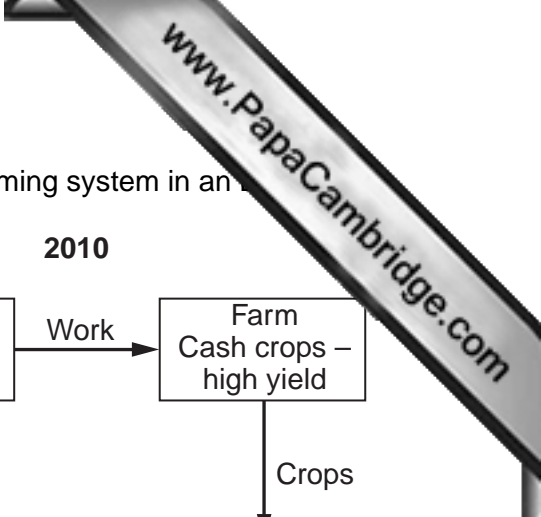 www.PapaCambridge.com
ming system in an
2010
Work
Farm
Cash crops –
high yield
Crops